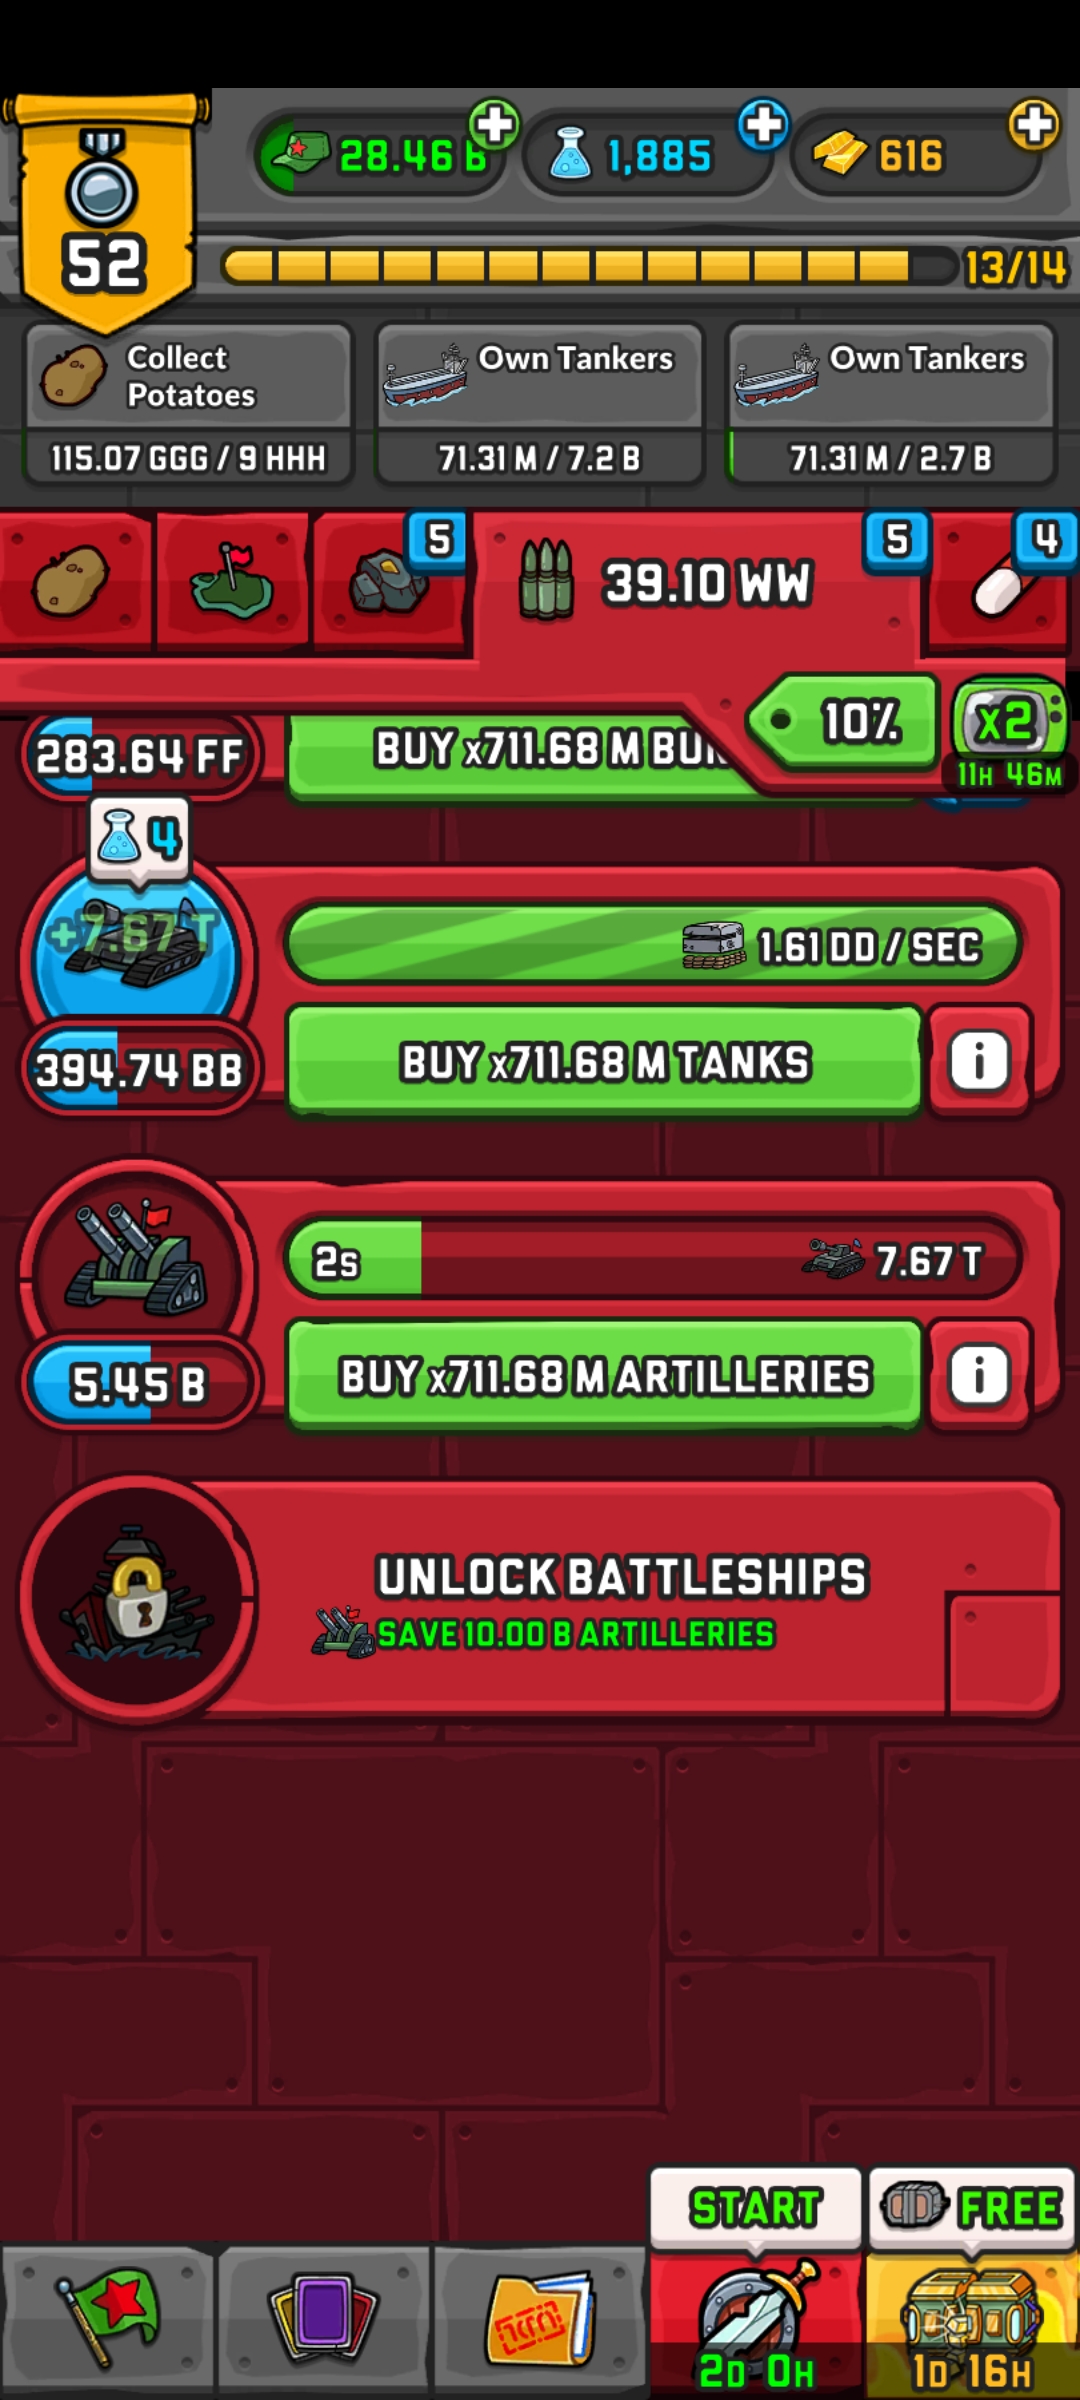 28.46 B
1,885
616
52
13/14
Collect
Potatoes
Own Tankers
Own Tankers
115.07 GGG / 9 HHH
71.31 M / 7.2 B
71.31 M / 2.7 B
5
39.10 WW
5
4
283.64 FF
BUY x711.68 M BUN
10%
x2
11H 46M
4
+7.67 T
1.61 DD / SEC
394.74 BB
BUY x711.68 M TANKS
i
2s
7.67 T
5.45 B
BUY x711.68 M ARTILLERIES
i
UNLOCK BATTLESHIPS
SAVE 10.00 B ARTILLERIES
START
FREE
2D 0H
1D 16H